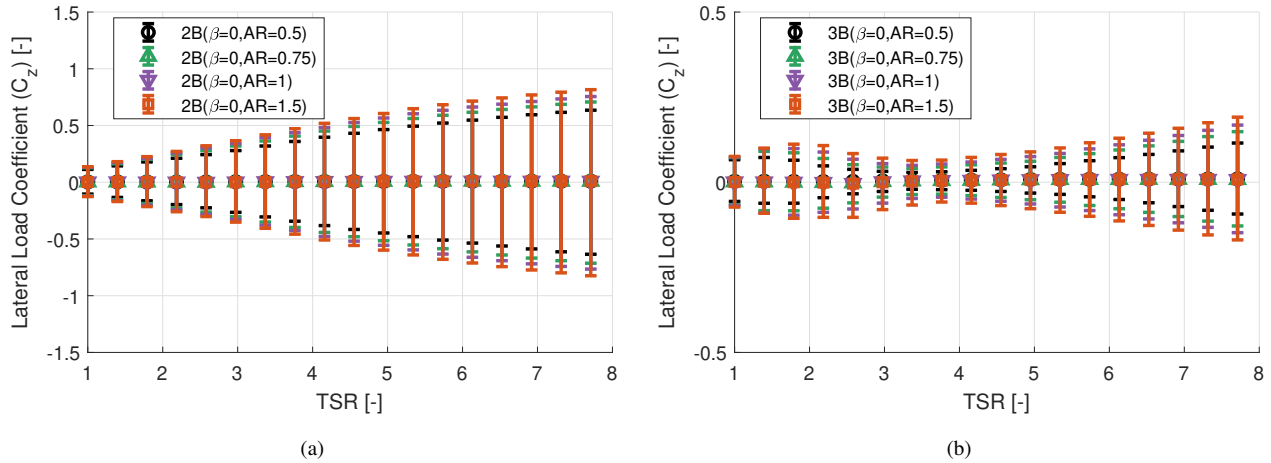 1.5
1
0.5
0
-0.5
-1
-1.5
Lateral Load Coefficient (C_z) [-]
2B(β=0,AR=0.5)
2B(β=0,AR=0.75)
2B(β=0,AR=1)
2B(β=0,AR=1.5)
1 2 3 4 5 6 7 8
TSR [-]
(a)
0.5
0
-0.5
Lateral Load Coefficient (C_z) [-]
3B(β=0,AR=0.5)
3B(β=0,AR=0.75)
3B(β=0,AR=1)
3B(β=0,AR=1.5)
1 2 3 4 5 6 7 8
TSR [-]
(b)